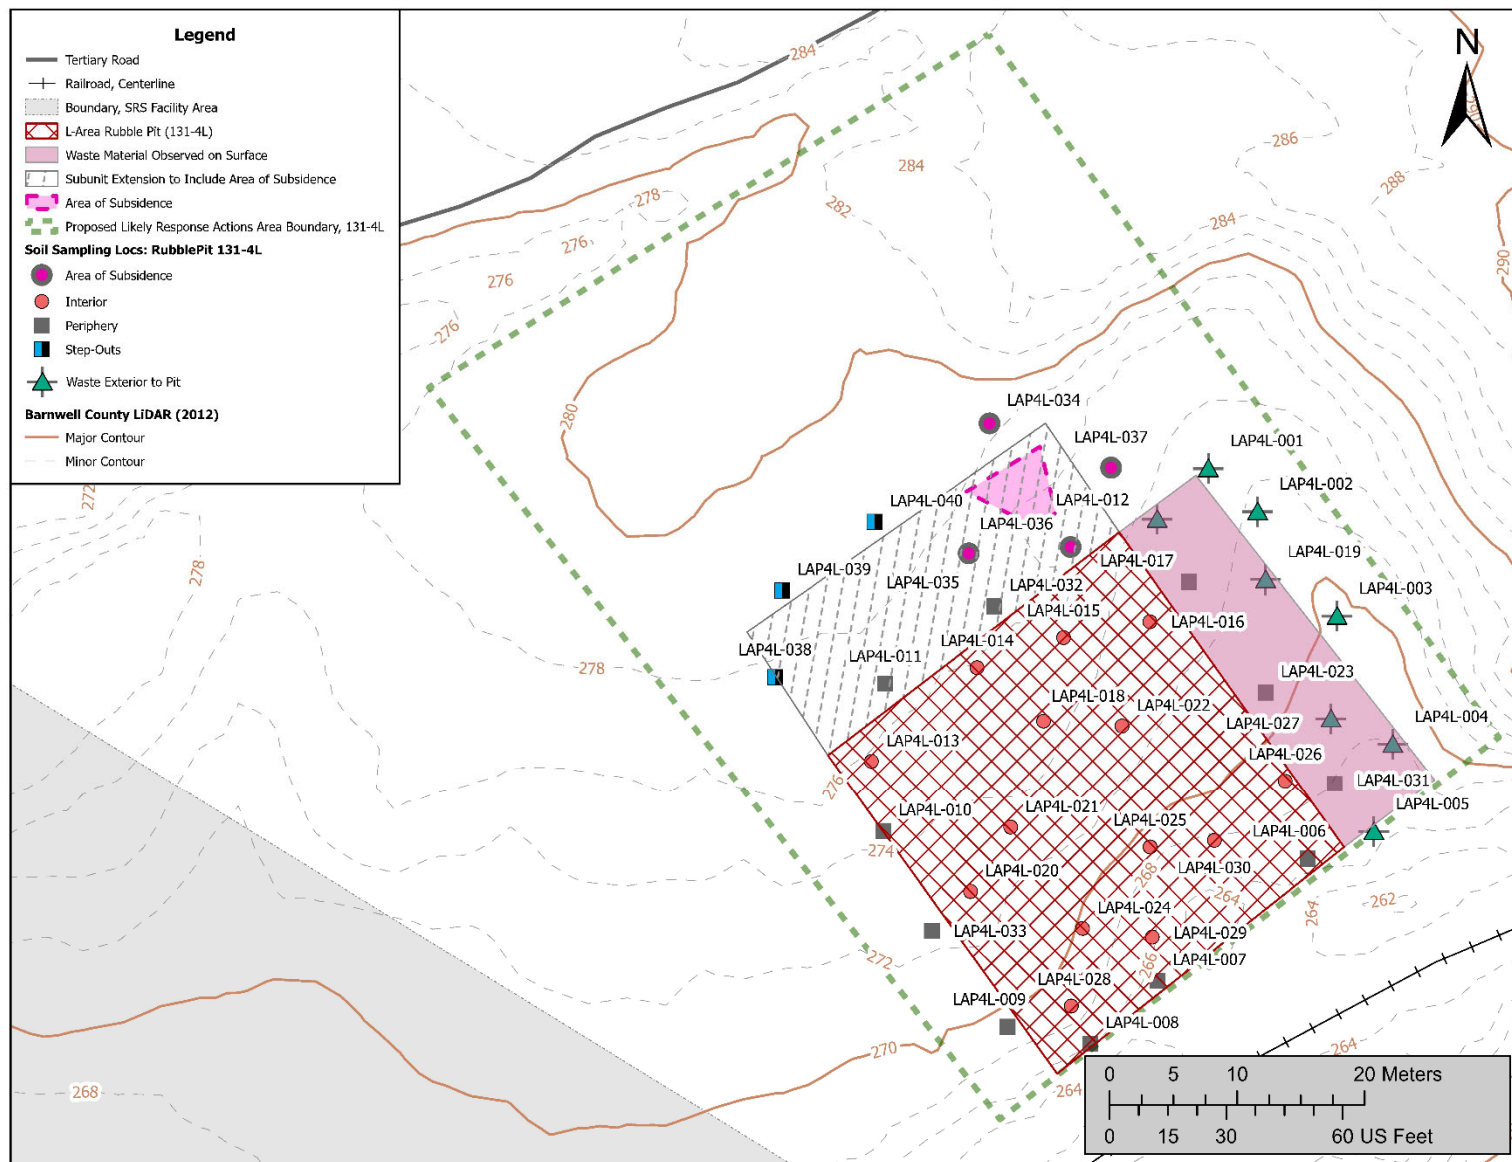 Legend
Tertiary Road
Railroad, Centerline
Boundary, SRS Facility Area
L-Area Rubble Pit (131-4L)
Waste Material Observed on Surface
Subunit Extension to Include Area of Subsidence
Area of Subsidence
Proposed Likely Response Actions Area Boundary, 131-4L
Soil Sampling Locs: RubblePit 131-4L
Area of Subsidence
Interior
Periphery
Step-Outs
Waste Exterior to Pit
Barnwell County LiDAR (2012)
Major Contour
Minor Contour
N
284
290
286
284
288
278
282
284
276
276
290
276
280
LAP4L-034
LAP4L-037
LAP4L-001
272
LAP4L-040
LAP4L-012
LAP4L-002
LAP4L-036
LAP4L-019
278
LAP4L-039
LAP4L-035
LAP4L-017
LAP4L-032
LAP4L-003
LAP4L-015
LAP4L-016
LAP4L-038
LAP4L-014
278
LAP4L-011
LAP4L-023
LAP4L-018
LAP4L-022
LAP4L-027
LAP4L-004
LAP4L-013
LAP4L-026
276
LAP4L-031
LAP4L-010
LAP4L-021
LAP4L-025
LAP4L-005
LAP4L-006
274
LAP4L-030
268
LAP4L-020
264
262
264
LAP4L-024
LAP4L-033
LAP4L-029
272
266
LAP4L-007
LAP4L-028
LAP4L-009
LAP4L-008
270
264
268
264
0 5 10 20 Meters
0 15 30 60 US Feet